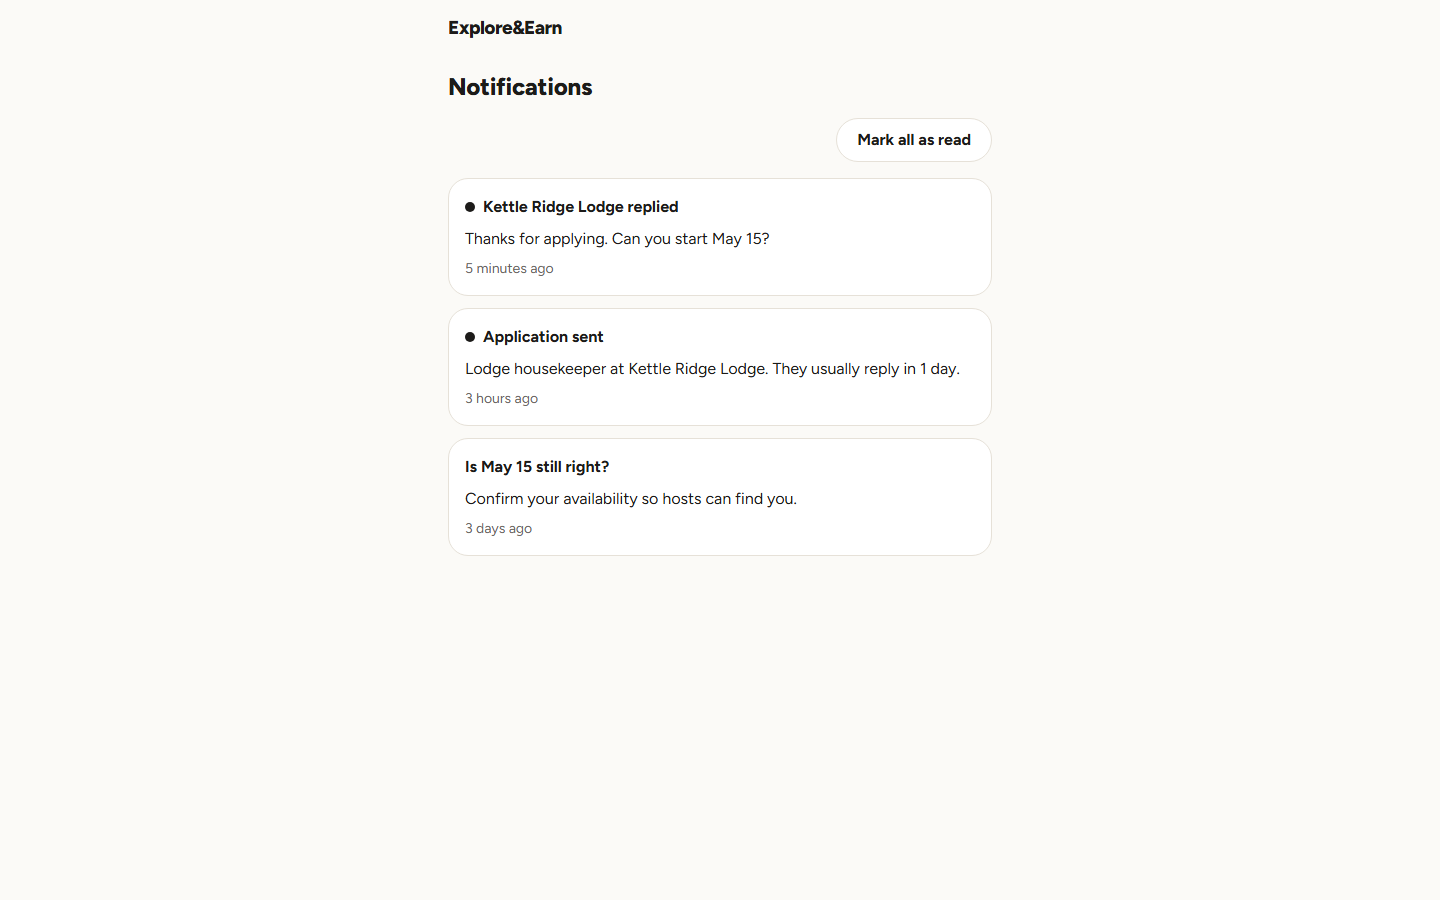 Explore&Earn
Notifications
Mark all as read
Kettle Ridge Lodge replied
Thanks for applying. Can you start May 15?
5 minutes ago
Application sent
Lodge housekeeper at Kettle Ridge Lodge. They usually reply in 1 day.
3 hours ago
Is May 15 still right?
Confirm your availability so hosts can find you.
3 days ago